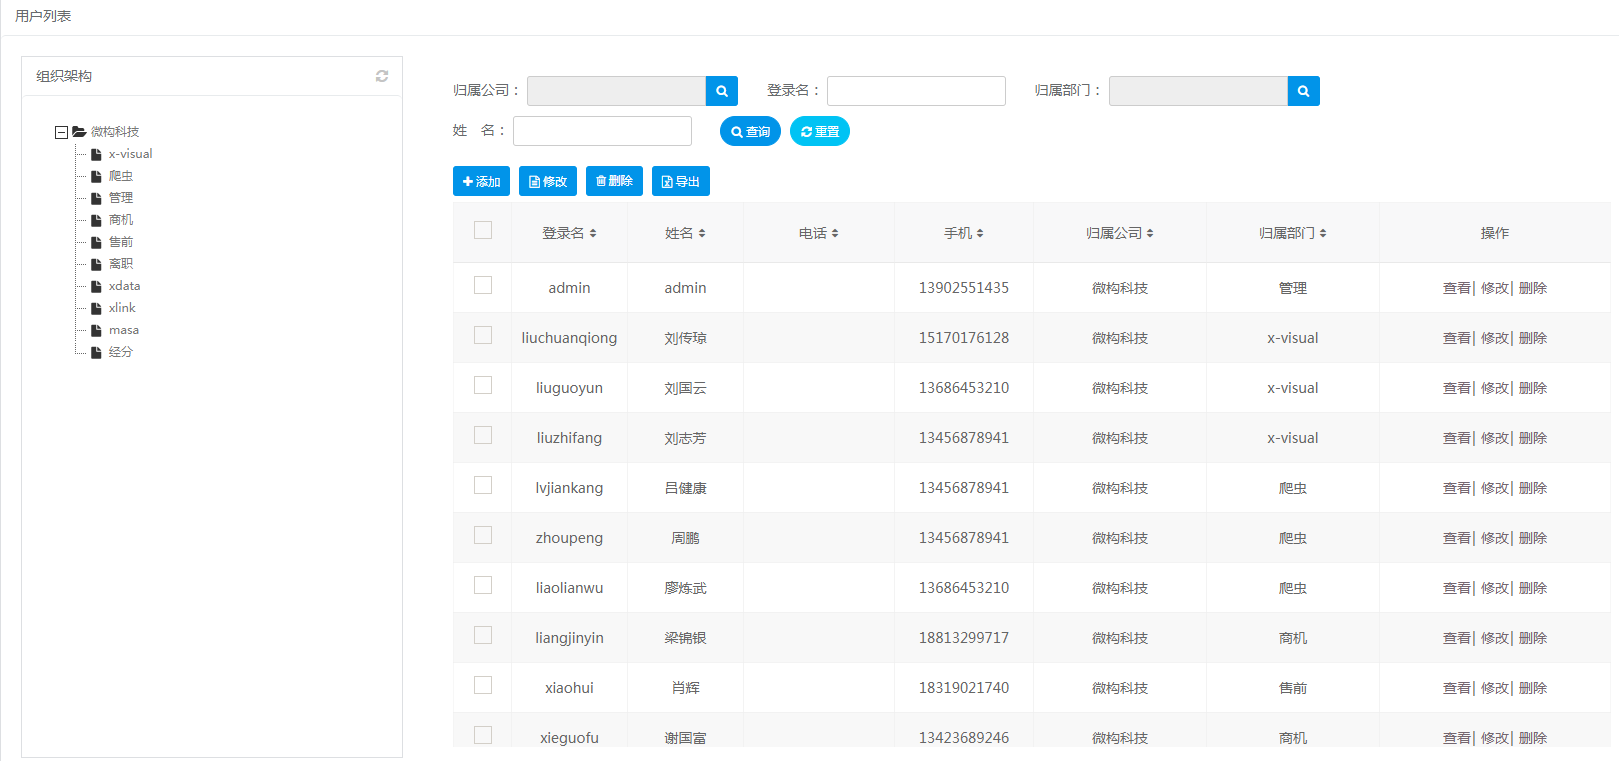 用户列表
组织架构
微构科技
x-visual
爬虫
管理
商机
售前
离职
xdata
xlink
masa
经分
归属公司： 登录名： 归属部门：
姓 名： 查询 重置
添加 修改 删除 导出
登录名 姓名 电话 手机 归属公司 归属部门 操作
admin admin 13902551435 微构科技 管理 查看| 修改| 删除
liuchuanqiong 刘传琼 15170176128 微构科技 x-visual 查看| 修改| 删除
liuguoyun 刘国云 13686453210 微构科技 x-visual 查看| 修改| 删除
liuzhifang 刘志芳 13456878941 微构科技 x-visual 查看| 修改| 删除
lvjiankang 吕健康 13456878941 微构科技 爬虫 查看| 修改| 删除
zhoupeng 周鹏 13456878941 微构科技 爬虫 查看| 修改| 删除
liaolianwu 廖炼武 13686453210 微构科技 爬虫 查看| 修改| 删除
liangjinyin 梁锦银 18813299717 微构科技 商机 查看| 修改| 删除
xiaohui 肖辉 18319021740 微构科技 售前 查看| 修改| 删除
xieguofu 谢国富 13423689246 微构科技 商机 查看| 修改| 删除